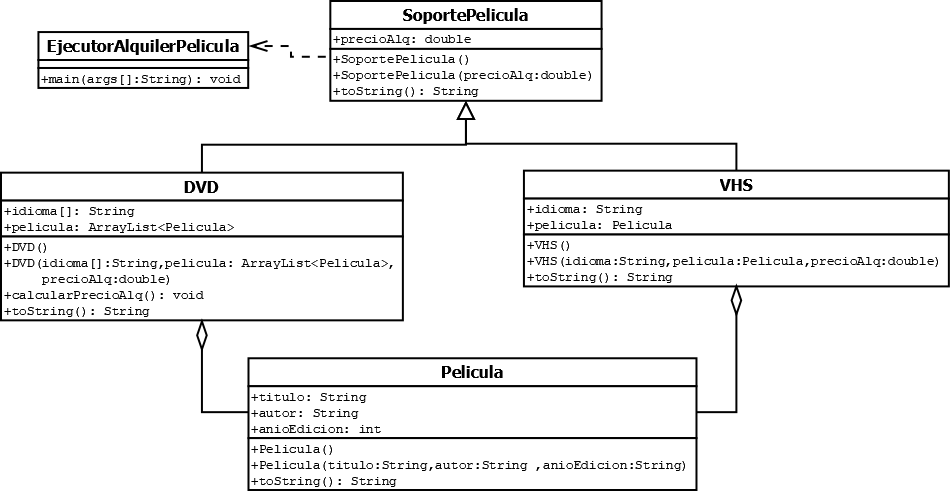 SoportePelicula
+precioAlq: double
+SoportePelicula()
+SoportePelicula(precioAlq:double)
+toString(): String
EjecutorAlquilerPelicula
+main(args[]:String): void
DVD
+idioma[]: String
+pelicula: ArrayList<Pelicula>
+DVD()
+DVD(idioma[]:String,pelicula: ArrayList<Pelicula>,
precioAlq:double)
+calcularPrecioAlq(): void
+toString(): String
VHS
+idioma: String
+pelicula: Pelicula
+VHS()
+VHS(idioma:String,pelicula:Pelicula,precioAlq:double)
+toString(): String
Pelicula
+titulo: String
+autor: String
+anioEdicion: int
+Pelicula()
+Pelicula(titulo:String,autor:String ,anioEdicion:String)
+toString(): String